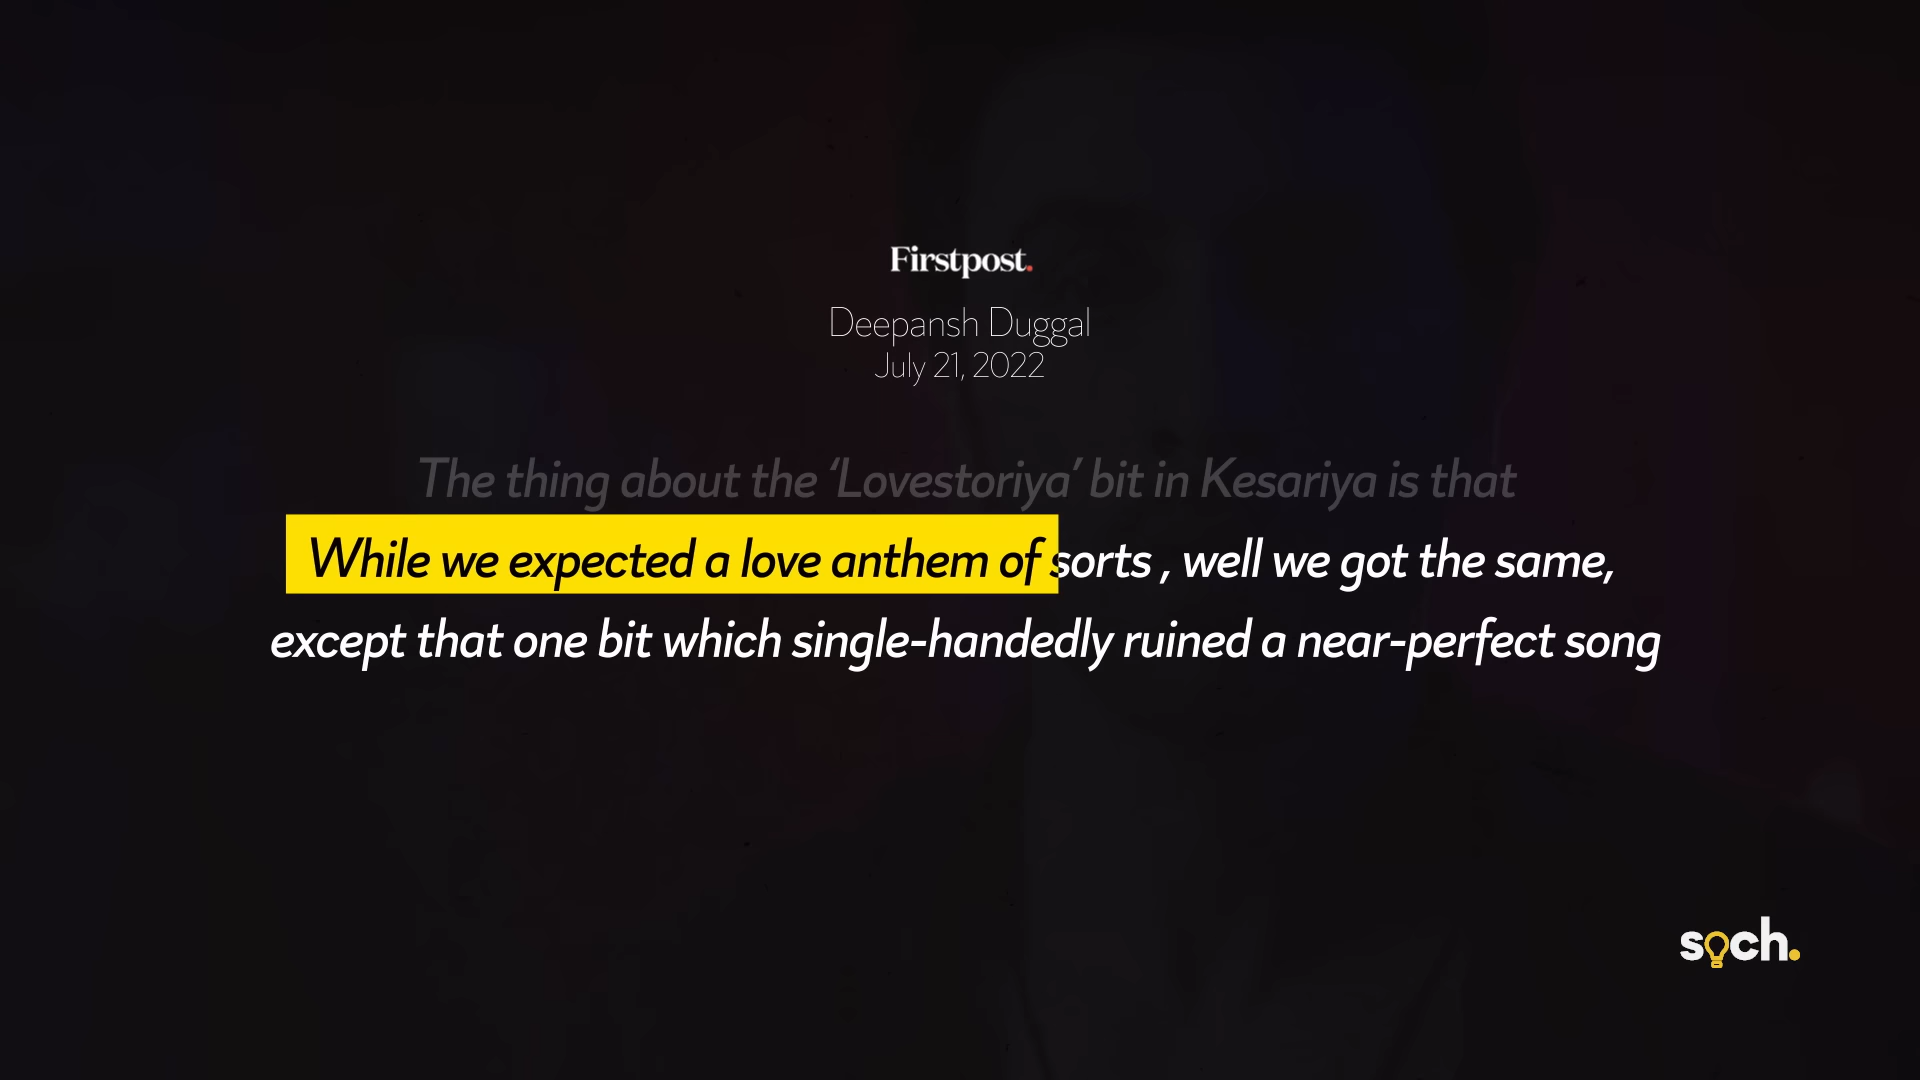 Firstpost.
Deepansh Duggal
July 21, 2022
The thing about the ‘Lovestoriya’ bit in Kesariya is that
While we expected a love anthem of sorts , well we got the same,
except that one bit which single-handedly ruined a near-perfect song
soch.